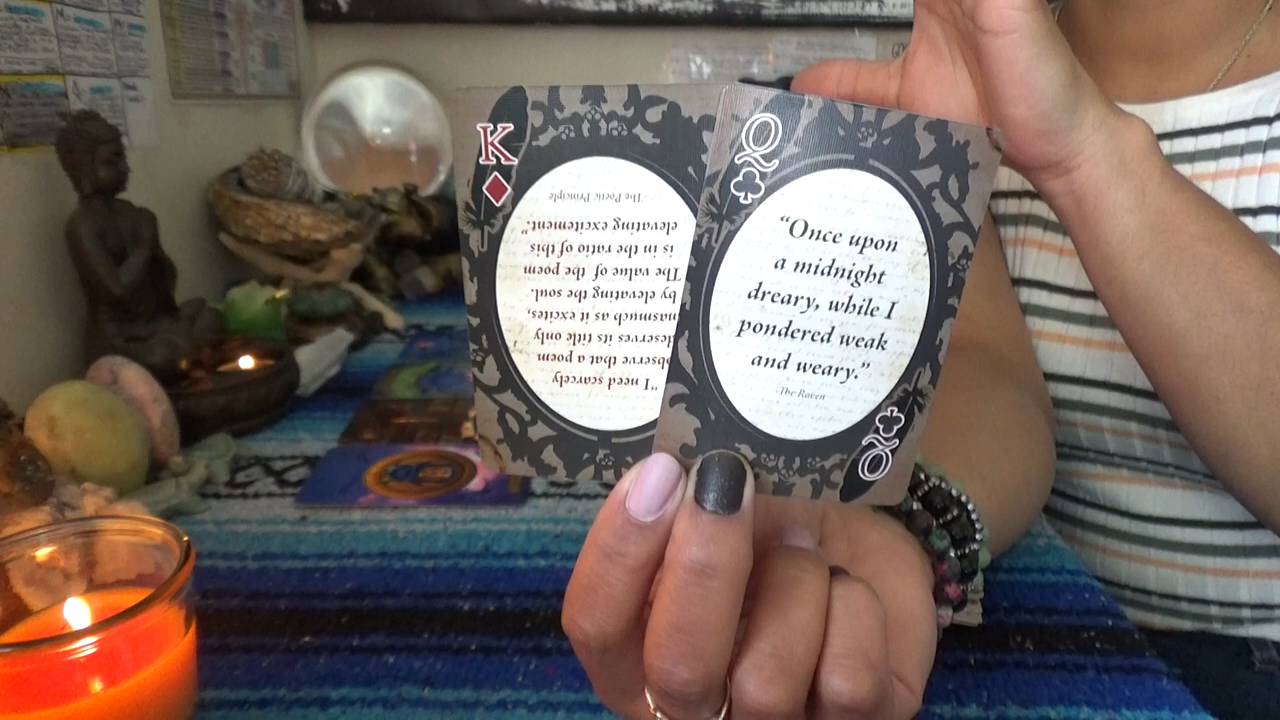 K
"I need scarcely
observe that a poem
deserves its title only
inasmuch as it excites,
by elevating the soul.
The value of the poem
is in the ratio of this
elevating excitement."
- The Poetic Principle
Q
"Once upon
a midnight
dreary, while I
pondered weak
and weary."
-The Raven
Q